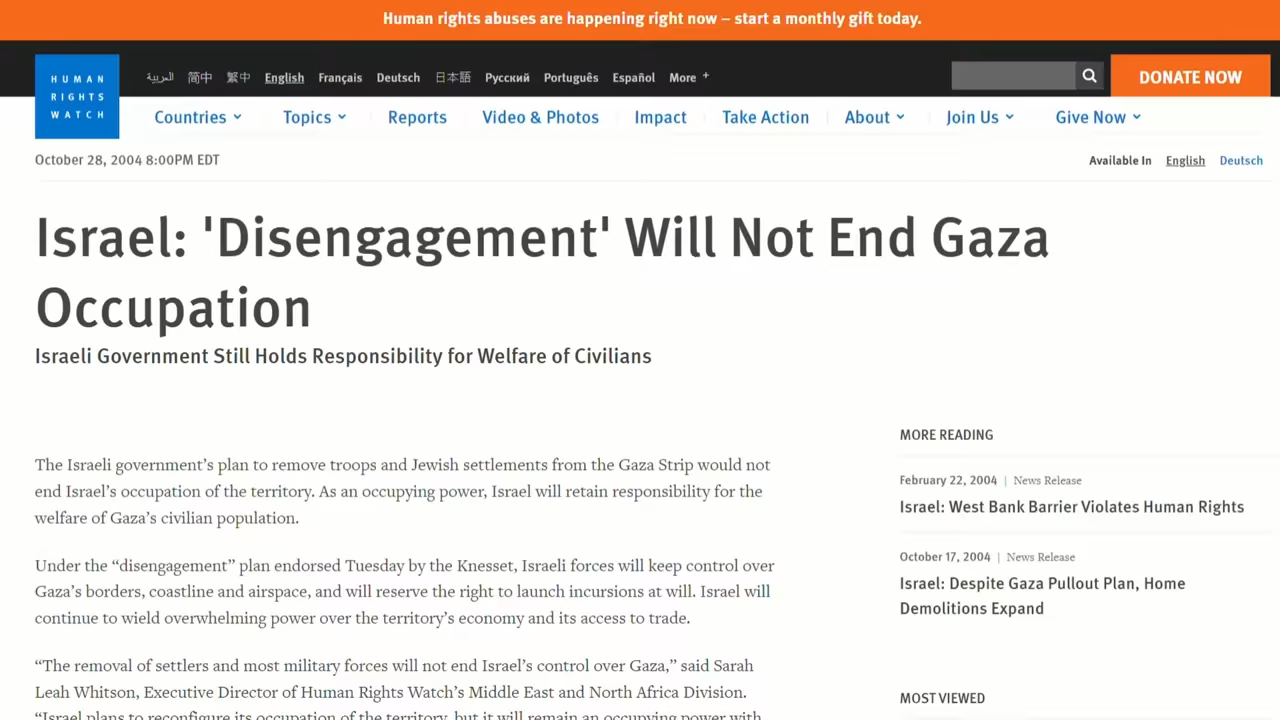 Human rights abuses are happening right now – start a monthly gift today.
HUMAN
RIGHTS
WATCH
العربية 简中 繁中 English Français Deutsch 日本語 Русский Português Español More +
DONATE NOW
Countries Topics Reports Video & Photos Impact Take Action About Join Us Give Now
October 28, 2004 8:00PM EDT
Available In English Deutsch
Israel: 'Disengagement' Will Not End Gaza
Occupation
Israeli Government Still Holds Responsibility for Welfare of Civilians
The Israeli government’s plan to remove troops and Jewish settlements from the Gaza Strip would not
end Israel’s occupation of the territory. As an occupying power, Israel will retain responsibility for the
welfare of Gaza’s civilian population.
Under the “disengagement” plan endorsed Tuesday by the Knesset, Israeli forces will keep control over
Gaza’s borders, coastline and airspace, and will reserve the right to launch incursions at will. Israel will
continue to wield overwhelming power over the territory’s economy and its access to trade.
“The removal of settlers and most military forces will not end Israel’s control over Gaza,” said Sarah
Leah Whitson, Executive Director of Human Rights Watch’s Middle East and North Africa Division.
“Israel plans to reconfigure its occupation of the territory, but it will remain an occupying power with
MORE READING
February 22, 2004 | News Release
Israel: West Bank Barrier Violates Human Rights
October 17, 2004 | News Release
Israel: Despite Gaza Pullout Plan, Home
Demolitions Expand
MOST VIEWED